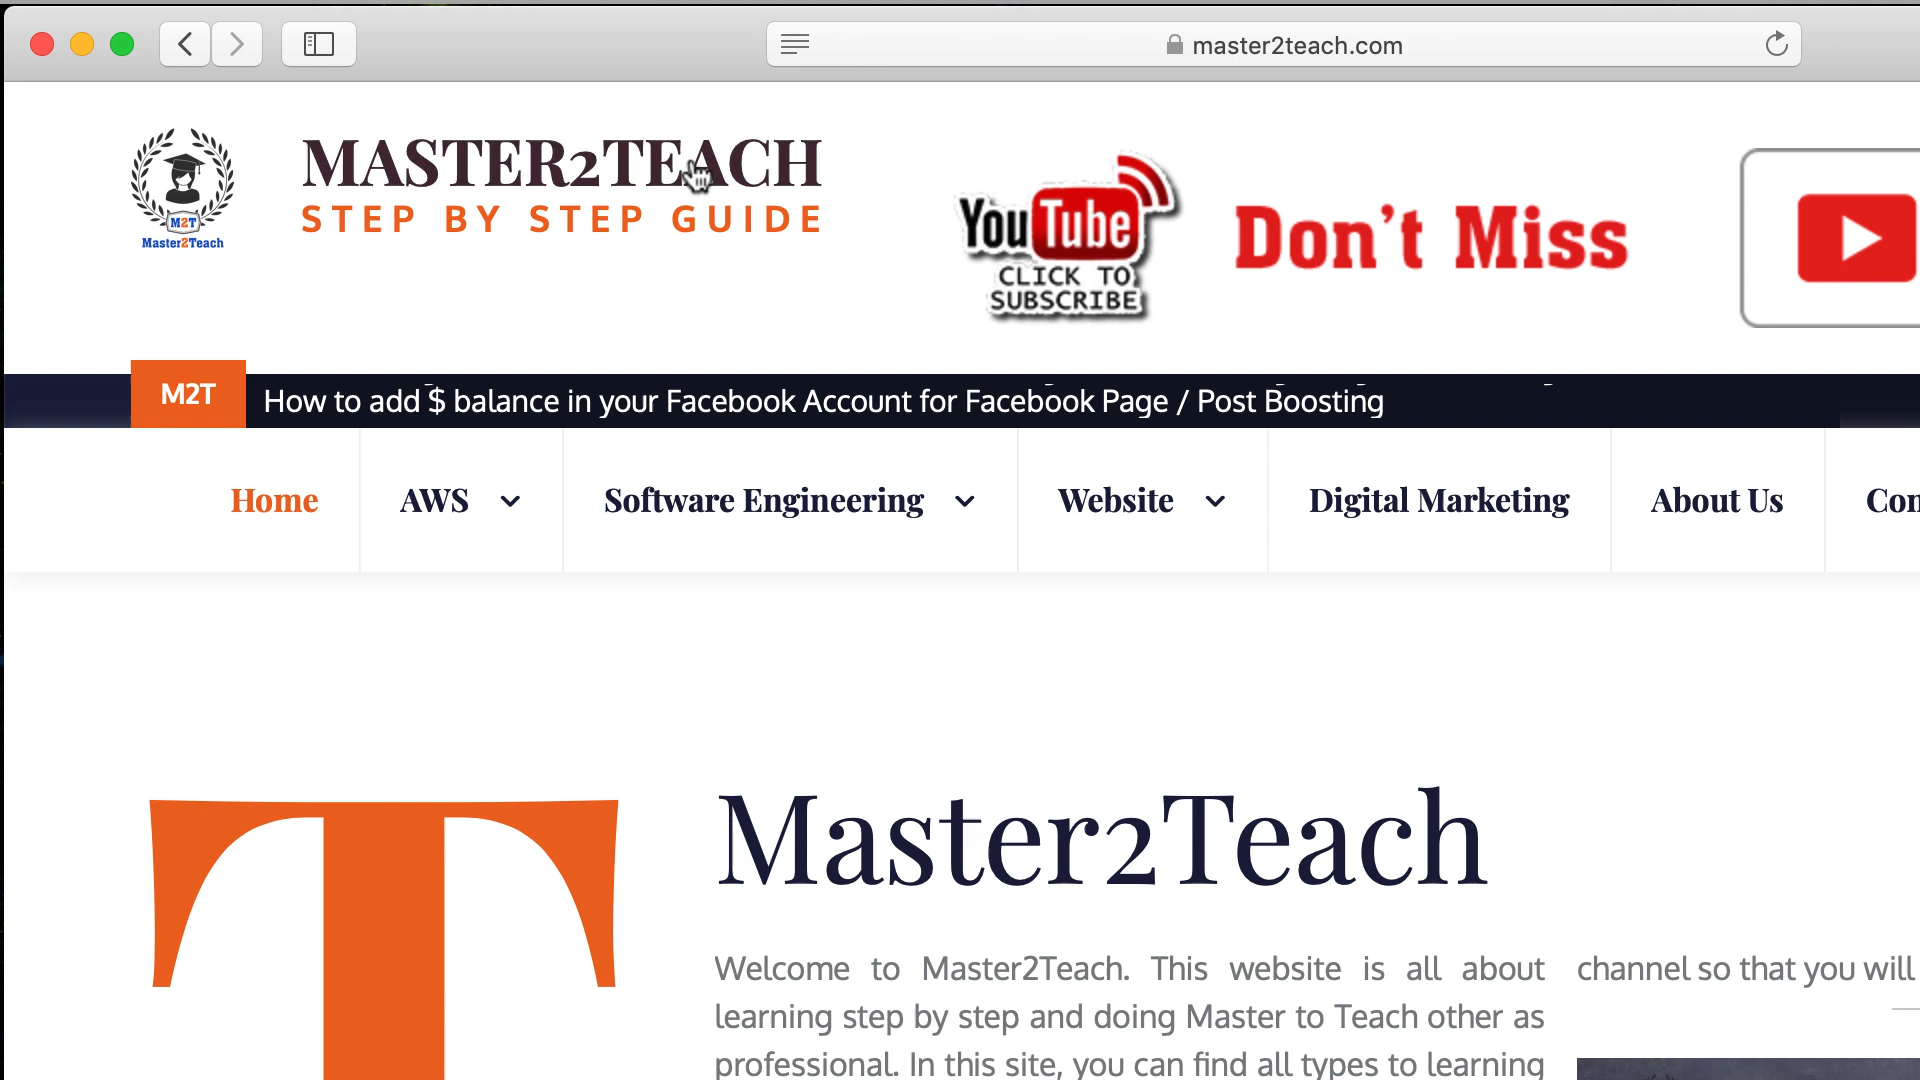 master2teach.com
MASTER2TEACH
STEP BY STEP GUIDE
M2T
Master2Teach
YouTube
CLICK TO
SUBSCRIBE
Don't Miss
M2T
How to add $ balance in your Facebook Account for Facebook Page / Post Boosting
Home
AWS
Software Engineering
Website
Digital Marketing
About Us
T
Master2Teach
Welcome to Master2Teach. This website is all about
learning step by step and doing Master to Teach other as
professional. In this site, you can find all types to learning
channel so that you will